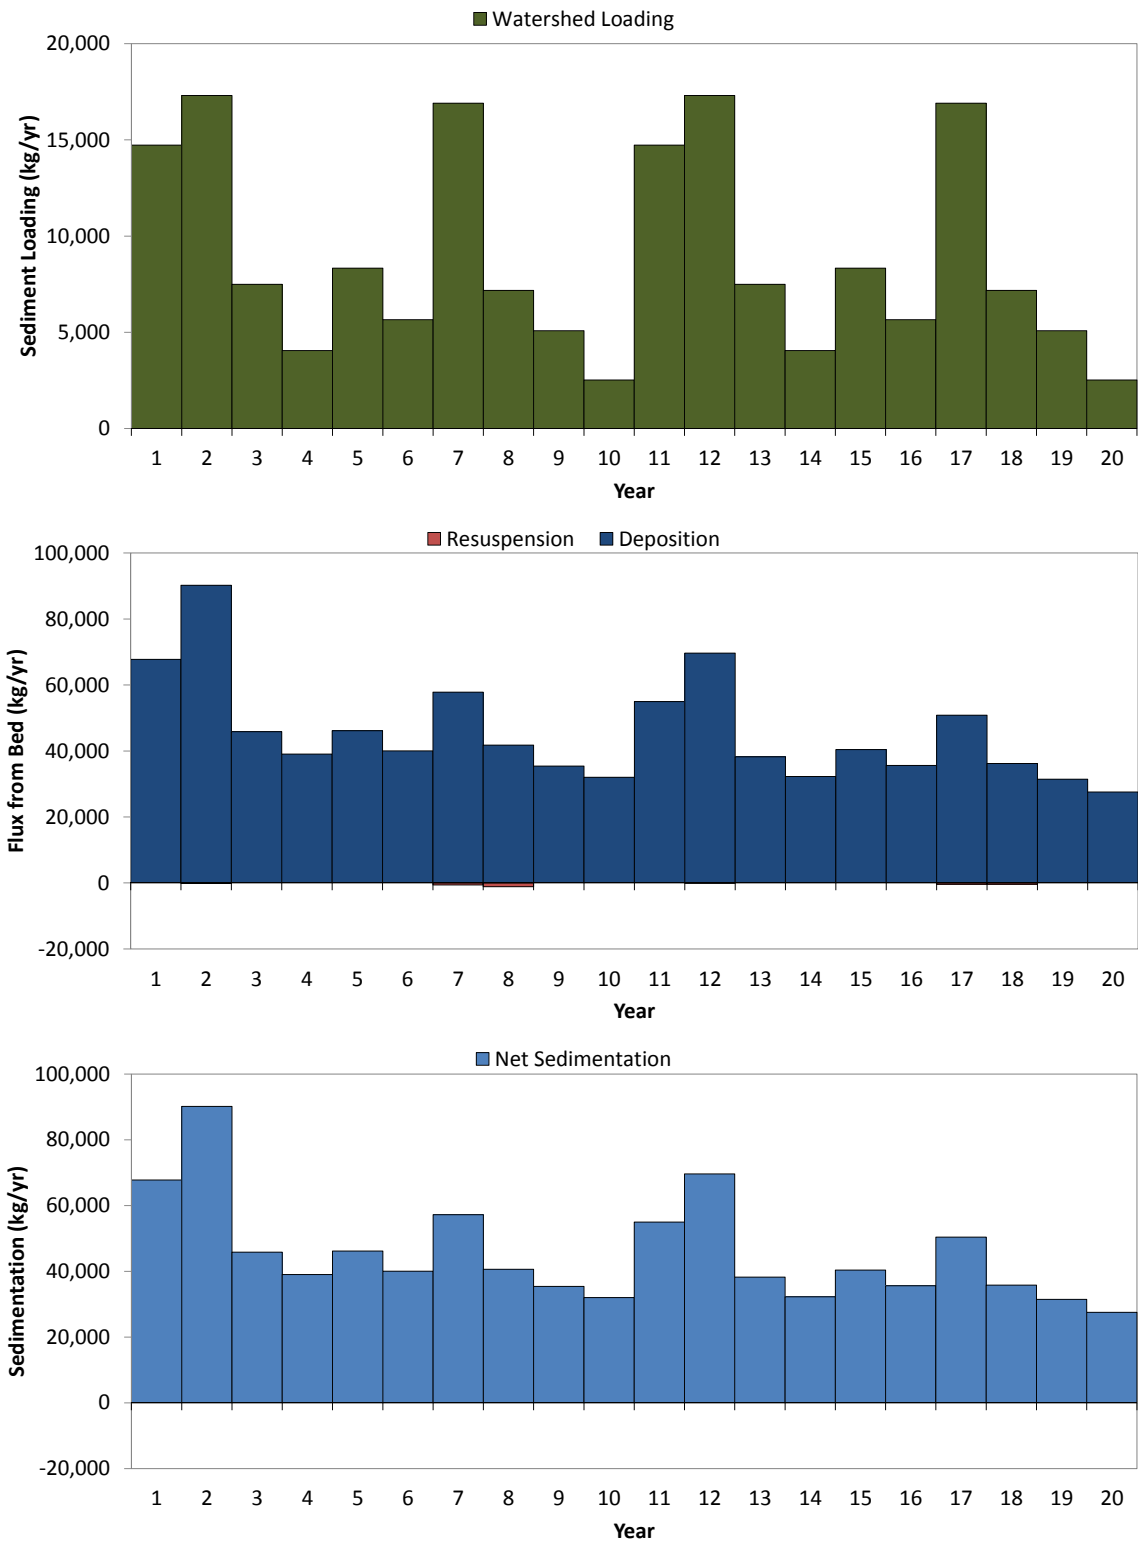 Watershed Loading
20,000
15,000
10,000
5,000
0
Sediment Loading (kg/yr)
1 2 3 4 5 6 7 8 9 10 11 12 13 14 15 16 17 18 19 20
Year
Resuspension Deposition
100,000
80,000
60,000
40,000
20,000
0
-20,000
Flux from Bed (kg/yr)
1 2 3 4 5 6 7 8 9 10 11 12 13 14 15 16 17 18 19 20
Year
Net Sedimentation
100,000
80,000
60,000
40,000
20,000
0
-20,000
Sedimentation (kg/yr)
1 2 3 4 5 6 7 8 9 10 11 12 13 14 15 16 17 18 19 20
Year